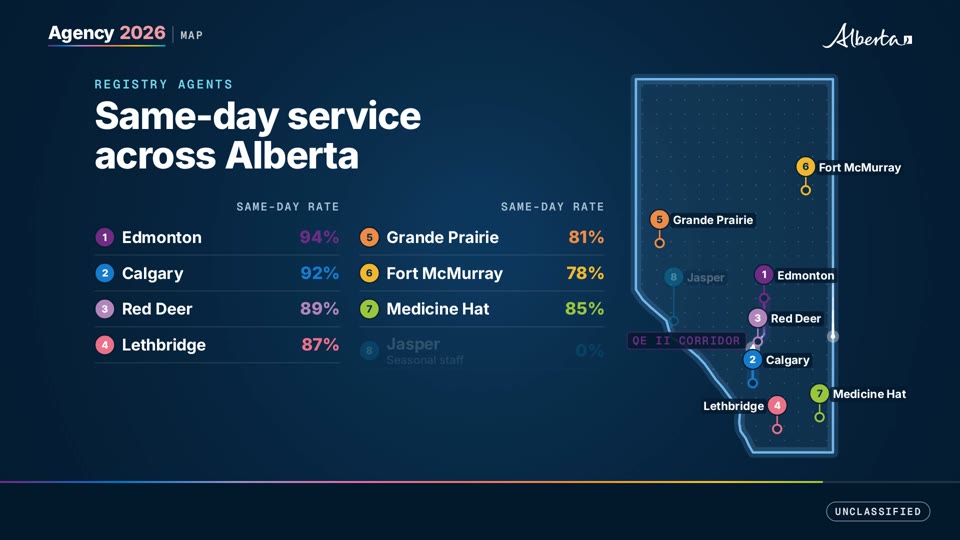 Agency 2026
MAP
Alberta
REGISTRY AGENTS
Same-day service
across Alberta
SAME-DAY RATE
SAME-DAY RATE
1 Edmonton 94%
2 Calgary 92%
3 Red Deer 89%
4 Lethbridge 87%
5 Grande Prairie 81%
6 Fort McMurray 78%
7 Medicine Hat 85%
8 Jasper 0%
Seasonal staff
6 Fort McMurray
5 Grande Prairie
8 Jasper
1 Edmonton
3 Red Deer
QE II CORRIDOR
2 Calgary
7 Medicine Hat
Lethbridge 4
UNCLASSIFIED